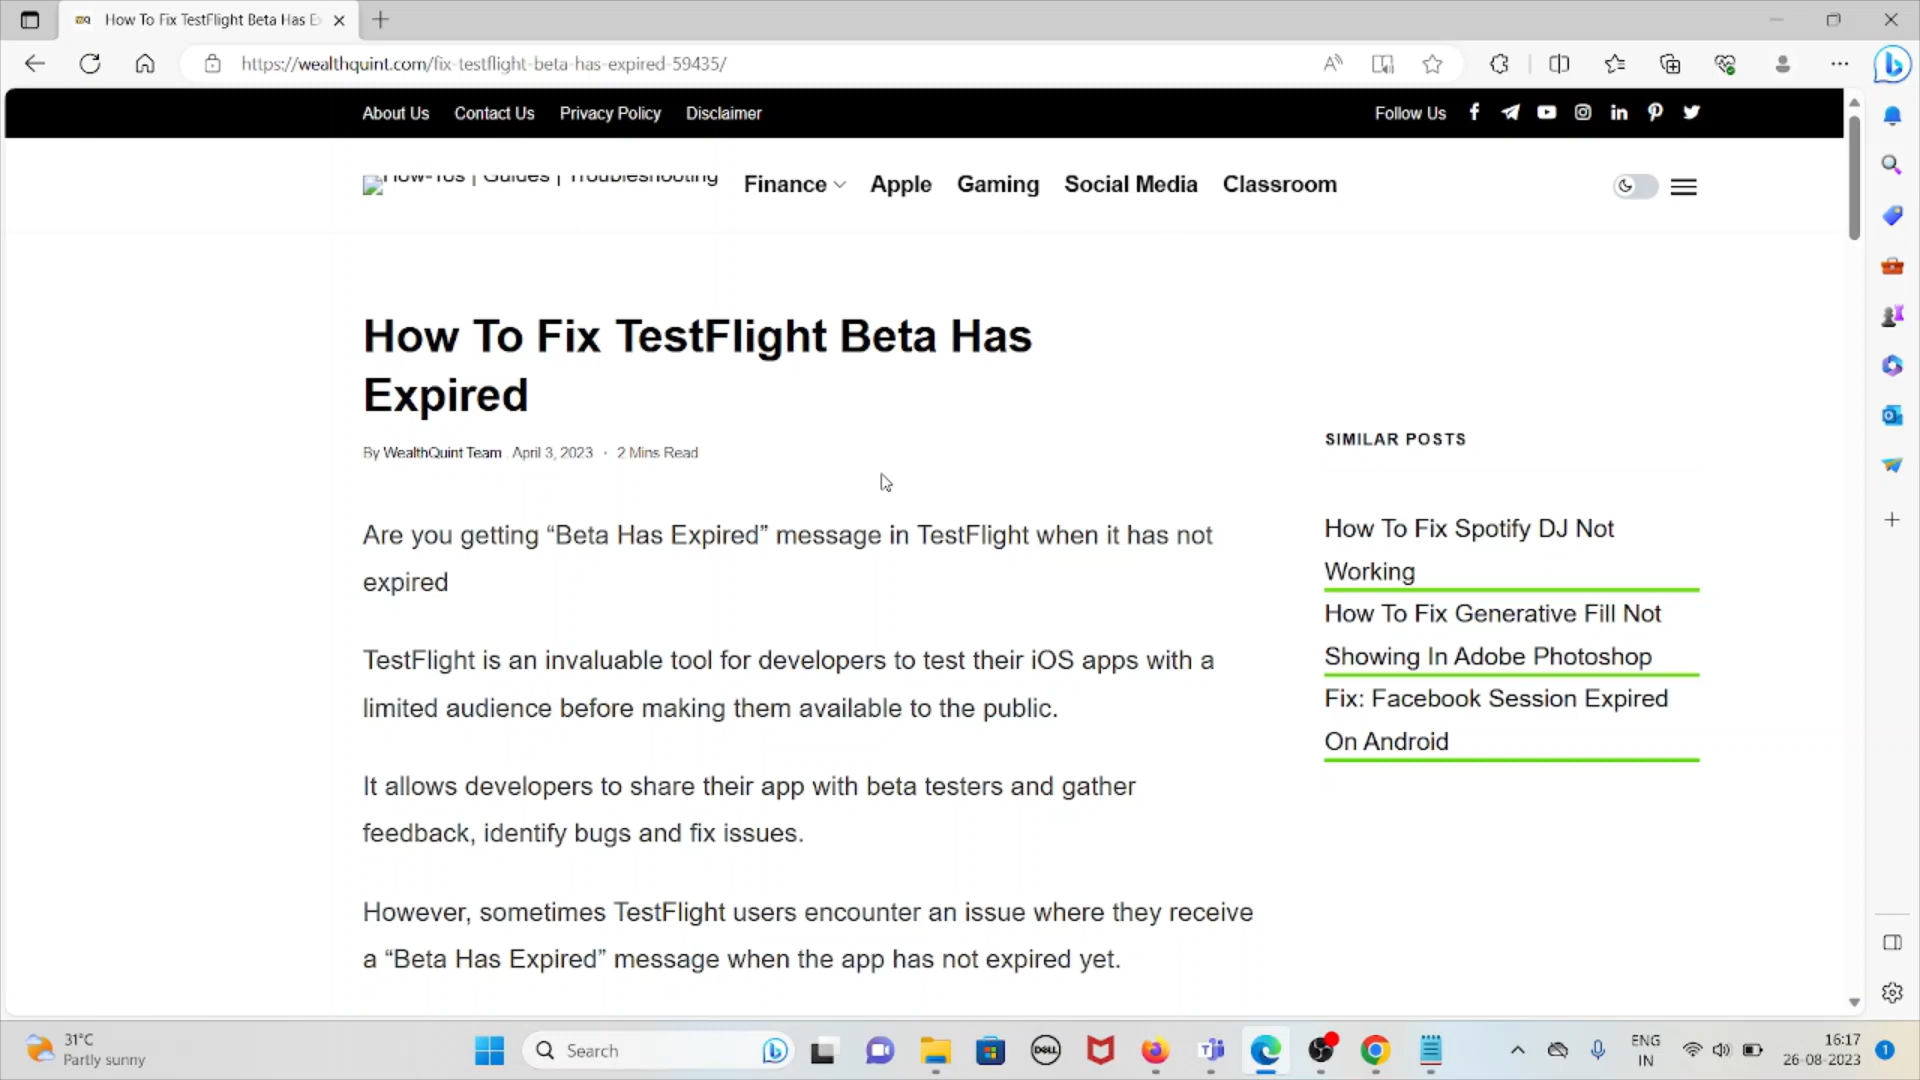 How To Fix TestFlight Beta Has E
https://wealthquint.com/fix-testflight-beta-has-expired-59435/
About Us Contact Us Privacy Policy Disclaimer
Follow Us
How-Tos | Guides | Troubleshooting
Finance Apple Gaming Social Media Classroom
How To Fix TestFlight Beta Has
Expired
By WealthQuint Team . April 3, 2023 · 2 Mins Read
Are you getting “Beta Has Expired” message in TestFlight when it has not
expired
TestFlight is an invaluable tool for developers to test their iOS apps with a
limited audience before making them available to the public.
It allows developers to share their app with beta testers and gather
feedback, identify bugs and fix issues.
However, sometimes TestFlight users encounter an issue where they receive
a “Beta Has Expired” message when the app has not expired yet.
SIMILAR POSTS
How To Fix Spotify DJ Not
Working
How To Fix Generative Fill Not
Showing In Adobe Photoshop
Fix: Facebook Session Expired
On Android
31°C
Partly sunny
Search
DELL
ENG
IN
16:17
26-08-2023
1